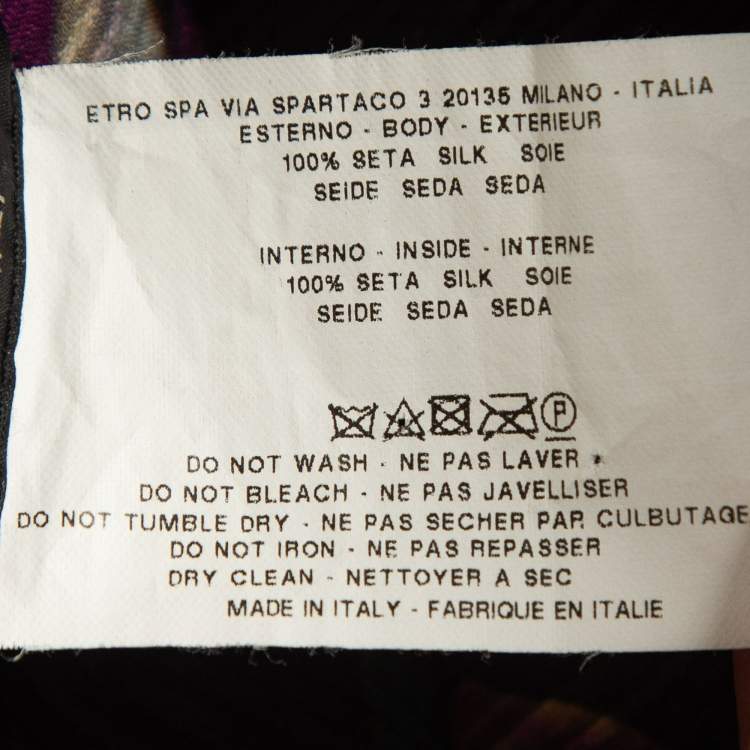 ETRO SPA VIA SPARTACO 3 20135 MILANO - ITALIA
ESTERNO - BODY - EXTERIEUR
100% SETA SILK SOIE
SEIDE SEDA SEDA
INTERNO - INSIDE - INTERNE
100% SETA SILK SOIE
SEIDE SEDA SEDA
P
DO NOT WASH - NE PAS LAVER
DO NOT BLEACH - NE PAS JAVELLISER
DO NOT TUMBLE DRY - NE PAS SECHER PAR CULBUTAGE
DO NOT IRON - NE PAS REPASSER
DRY CLEAN - NETTOYER A SEC
MADE IN ITALY - FABRIQUE EN ITALIE